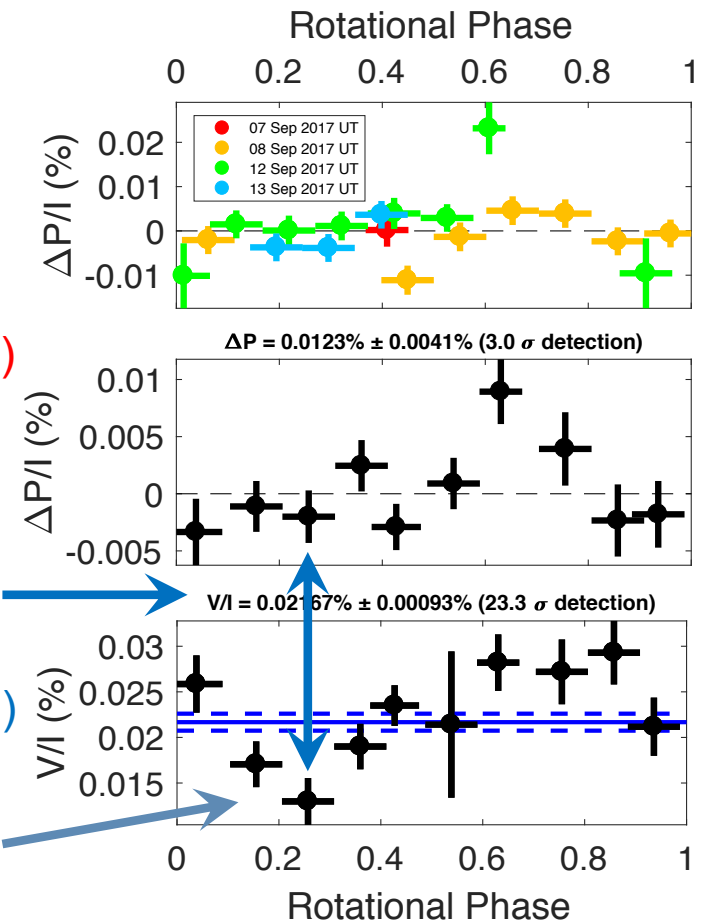 Rotational Phase
0 0.2 0.4 0.6 0.8 1
07 Sep 2017 UT
08 Sep 2017 UT
12 Sep 2017 UT
13 Sep 2017 UT
0.02
0.01
0
-0.01
ΔP/I (%)
)
ΔP = 0.0123% ± 0.0041% (3.0 σ detection)
0.01
0.005
0
-0.005
ΔP/I (%)
V/I = 0.02167% ± 0.00093% (23.3 σ detection)
0.03
0.025
0.02
0.015
V/I (%)
)
0 0.2 0.4 0.6 0.8 1
Rotational Phase